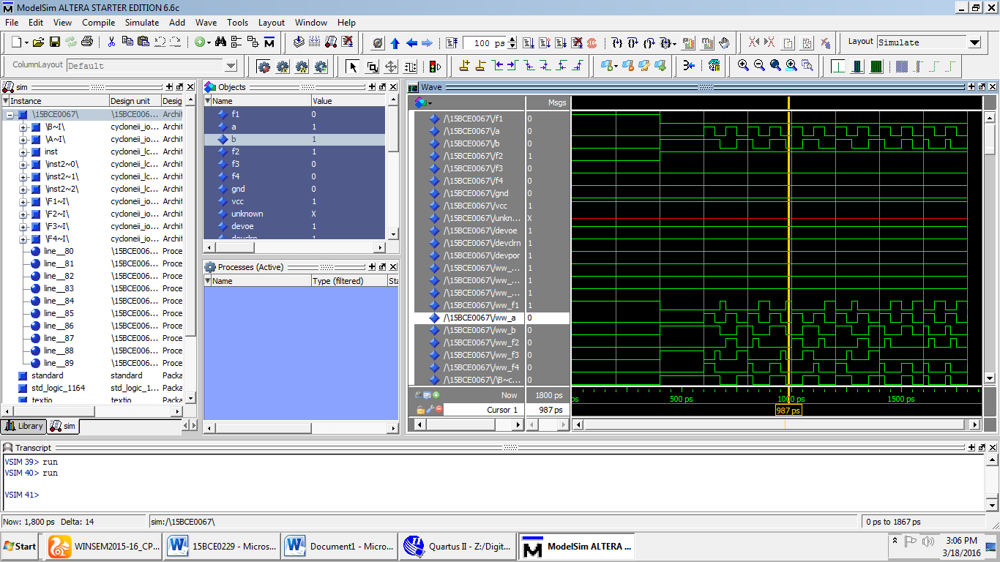 ModelSim ALTERA STARTER EDITION 6.6c
File Edit View Compile Simulate Add Wave Tools Layout Window Help
100 ps
Layout Simulate
ColumnLayout Default
sim
Instance Design unit Desig
\15BCE0067\ \15BCE006... Archit
\B~I\ cycloneii_io... Archit
\A~I\ cycloneii_io... Archit
inst cycloneii_lc... Archit
\inst2~0\ cycloneii_lc... Archit
\inst2~1\ cycloneii_lc... Archit
\inst2~2\ cycloneii_lc... Archit
\F1~I\ cycloneii_io... Archit
\F2~I\ cycloneii_io... Archit
\F3~I\ cycloneii_io... Archit
\F4~I\ cycloneii_io... Archit
line__80 \15BCE006... Proce
line__81 \15BCE006... Proce
line__82 \15BCE006... Proce
line__83 \15BCE006... Proce
line__84 \15BCE006... Proce
line__85 \15BCE006... Proce
line__86 \15BCE006... Proce
line__87 \15BCE006... Proce
line__88 \15BCE006... Proce
line__89 \15BCE006... Proce
standard standard Packa
std_logic_1164 std_logic_1... Packa
textio textio Packa
Library sim
Objects
Name Value
f1 0
a 1
b 1
f2 1
f3 0
f4 0
gnd 0
vcc 1
unknown X
devoe 1
devclrn 1
Processes (Active)
Name Type (filtered) Sta
Wave
Msgs
/\15BCE0067\/f1 0
/\15BCE0067\/a 0
/\15BCE0067\/b 0
/\15BCE0067\/f2 1
/\15BCE0067\/f3 0
/\15BCE0067\/f4 0
/\15BCE0067\/gnd 0
/\15BCE0067\/vcc 1
/\15BCE0067\/unkn... X
/\15BCE0067\/devoe 1
/\15BCE0067\/devclrn 1
/\15BCE0067\/devpor 1
/\15BCE0067\/ww_... 1
/\15BCE0067\/ww_... 1
/\15BCE0067\/ww_... 1
/\15BCE0067\/ww_f1 1
/\15BCE0067\/ww_a 0
/\15BCE0067\/ww_b 0
/\15BCE0067\/ww_f2 0
/\15BCE0067\/ww_f3 0
/\15BCE0067\/ww_f4 0
/\15BCE0067\/\B~c... 0
Now 1800 ps
Cursor 1 987 ps
ps 500 ps 1000 ps 1500 ps
987 ps
Transcript
VSIM 39> run
VSIM 40> run
VSIM 41>
Now: 1,800 ps Delta: 14 sim:/\15BCE0067\ 0 ps to 1867 ps
Start WINSEM2015-16_CP... 15BCE0229 - Micros... Document1 - Micro... Quartus II - Z:/Digit... ModelSim ALTERA ... 3:06 PM
3/18/2016